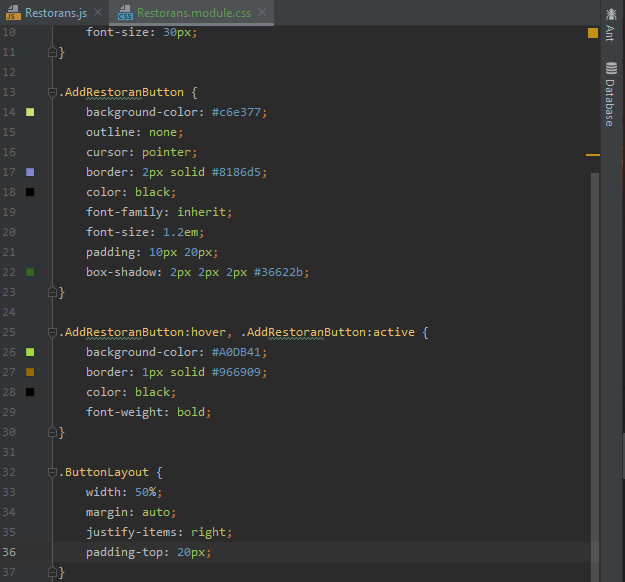 Restorans.js
Restorans.module.css
10 font-size: 30px;
11 }
12
13 .AddRestoranButton {
14 background-color: #c6e377;
15 outline: none;
16 cursor: pointer;
17 border: 2px solid #8186d5;
18 color: black;
19 font-family: inherit;
20 font-size: 1.2em;
21 padding: 10px 20px;
22 box-shadow: 2px 2px 2px #36622b;
23 }
24
25 .AddRestoranButton:hover, .AddRestoranButton:active {
26 background-color: #A0DB41;
27 border: 1px solid #966909;
28 color: black;
29 font-weight: bold;
30 }
31
32 .ButtonLayout {
33 width: 50%;
34 margin: auto;
35 justify-items: right;
36 padding-top: 20px;
37 }
Ant
Database